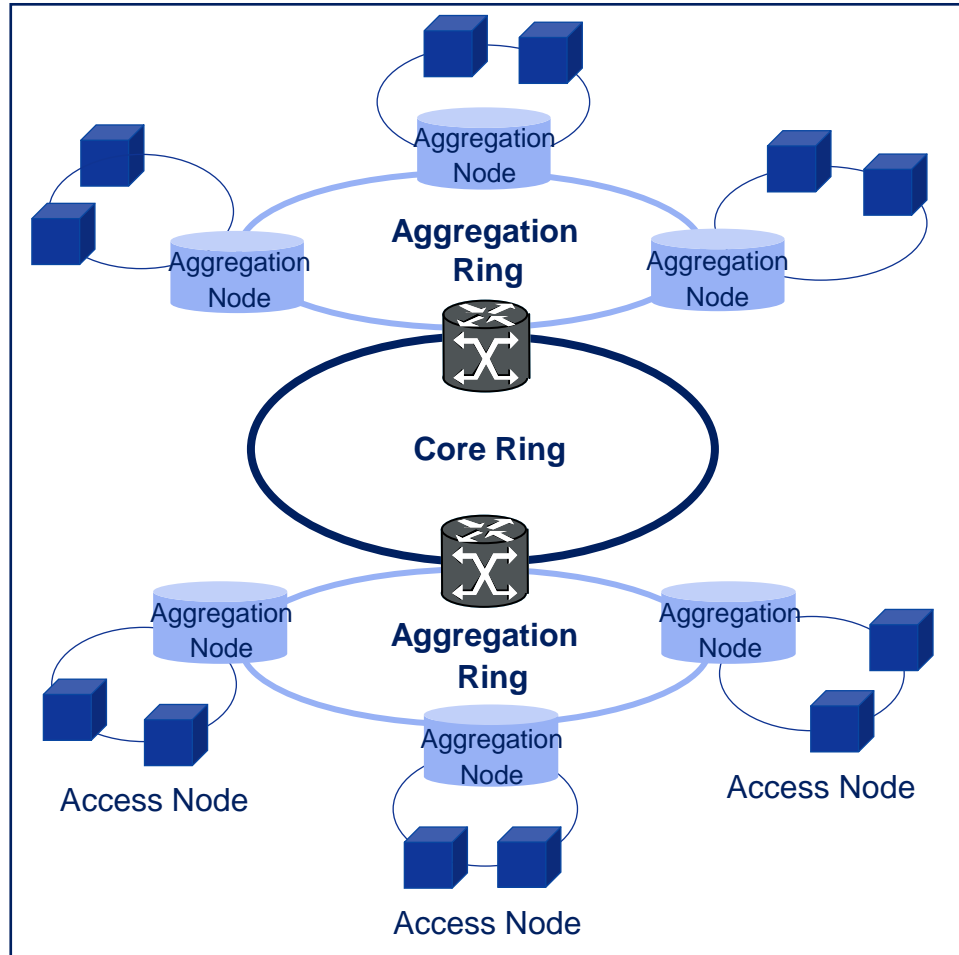 Aggregation
Node
Aggregation
Node
Aggregation
Node
Aggregation
Ring
Core Ring
Aggregation
Node
Aggregation
Node
Aggregation
Ring
Aggregation
Node
Access Node
Access Node
Access Node